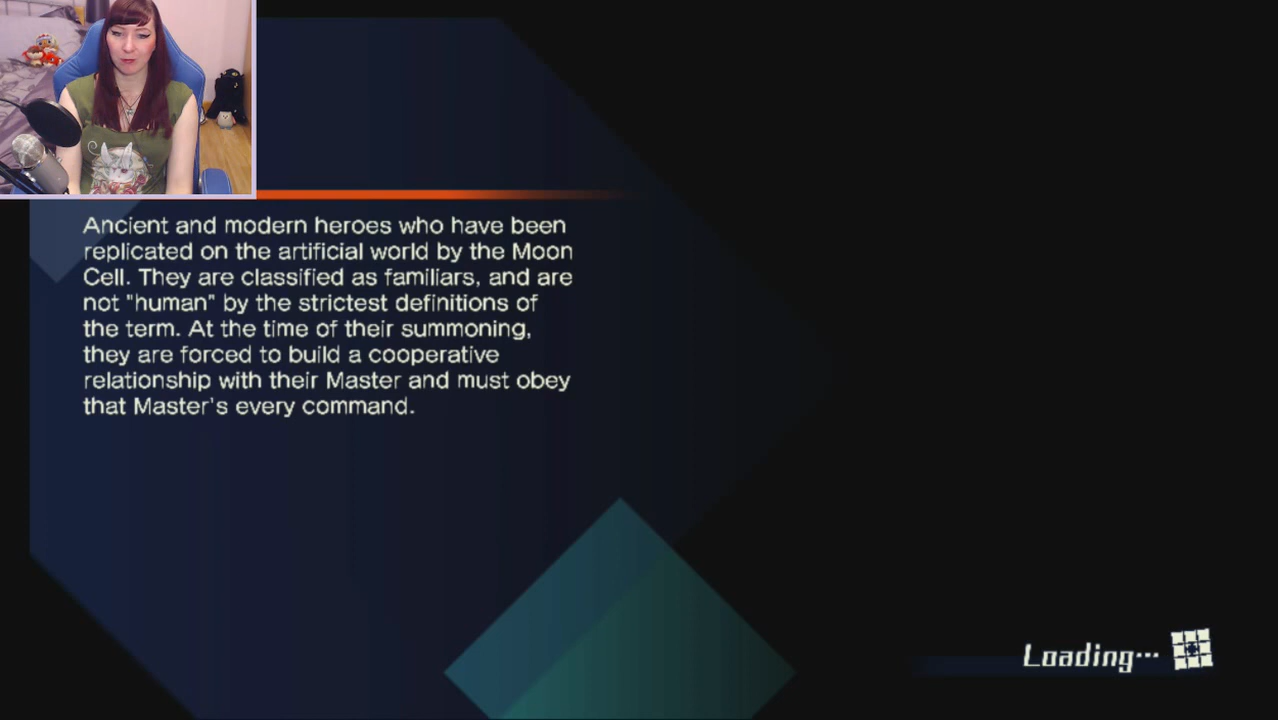 Ancient and modern heroes who have been
replicated on the artificial world by the Moon
Cell. They are classified as familiars, and are
not "human" by the strictest definitions of
the term. At the time of their summoning,
they are forced to build a cooperative
relationship with their Master and must obey
that Master's every command.
Loading···